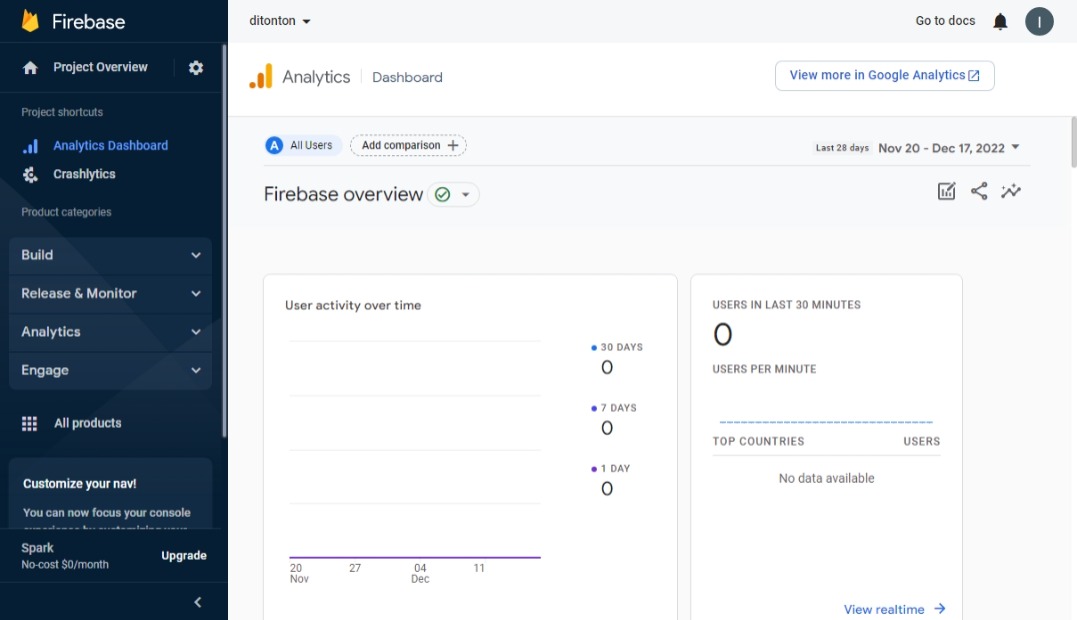 Firebase
Project Overview
Project shortcuts
Analytics Dashboard
Crashlytics
Product categories
Build
Release & Monitor
Analytics
Engage
All products
Customize your nav!
You can now focus your console
experience by customizing your
Spark
No-cost $0/month
Upgrade
ditonton
Go to docs
I
Analytics
Dashboard
View more in Google Analytics
A
All Users
Add comparison
Last 28 days Nov 20 - Dec 17, 2022
Firebase overview
User activity over time
30 DAYS
0
7 DAYS
0
1 DAY
0
20 27 04 11
Nov Dec
USERS IN LAST 30 MINUTES
0
USERS PER MINUTE
TOP COUNTRIES USERS
No data available
View realtime